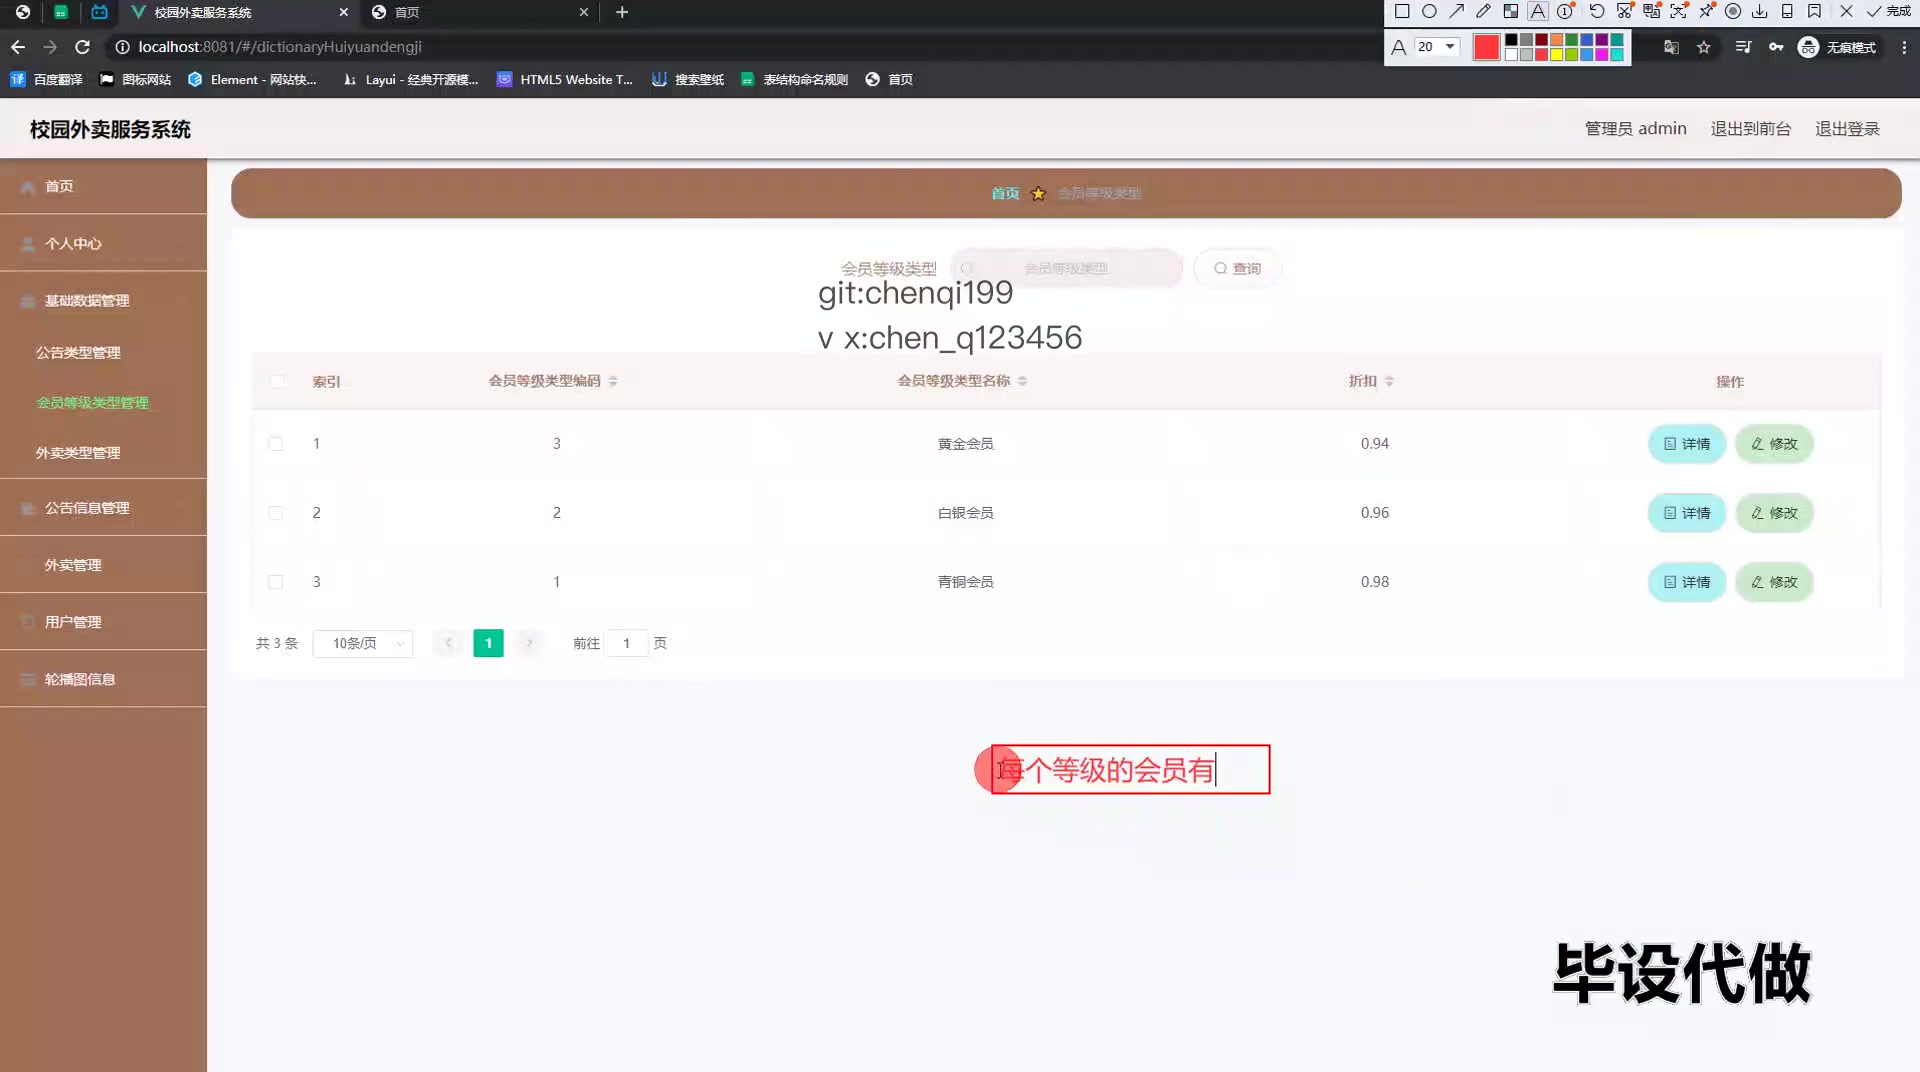 校园外卖服务系统
首页
20
完成
localhost:8081/#/dictionaryHuiyuandengji
无痕模式
百度翻译
图标网站
Element - 网站快...
Layui - 经典开源模...
HTML5 Website T...
搜索壁纸
表结构命名规则
首页
校园外卖服务系统
管理员 admin
退出到前台
退出登录
首页
个人中心
基础数据管理
公告类型管理
会员等级类型管理
外卖类型管理
公告信息管理
外卖管理
用户管理
轮播图信息
首页
会员等级类型
会员等级类型
会员等级类型
查询
git:chenqi199
v x:chen_q123456
索引 会员等级类型编码 会员等级类型名称 折扣 操作
1 3 黄金会员 0.94 详情 修改
2 2 白银会员 0.96 详情 修改
3 1 青铜会员 0.98 详情 修改
共 3 条 10条/页 1 前往 1 页
每个等级的会员有
毕设代做